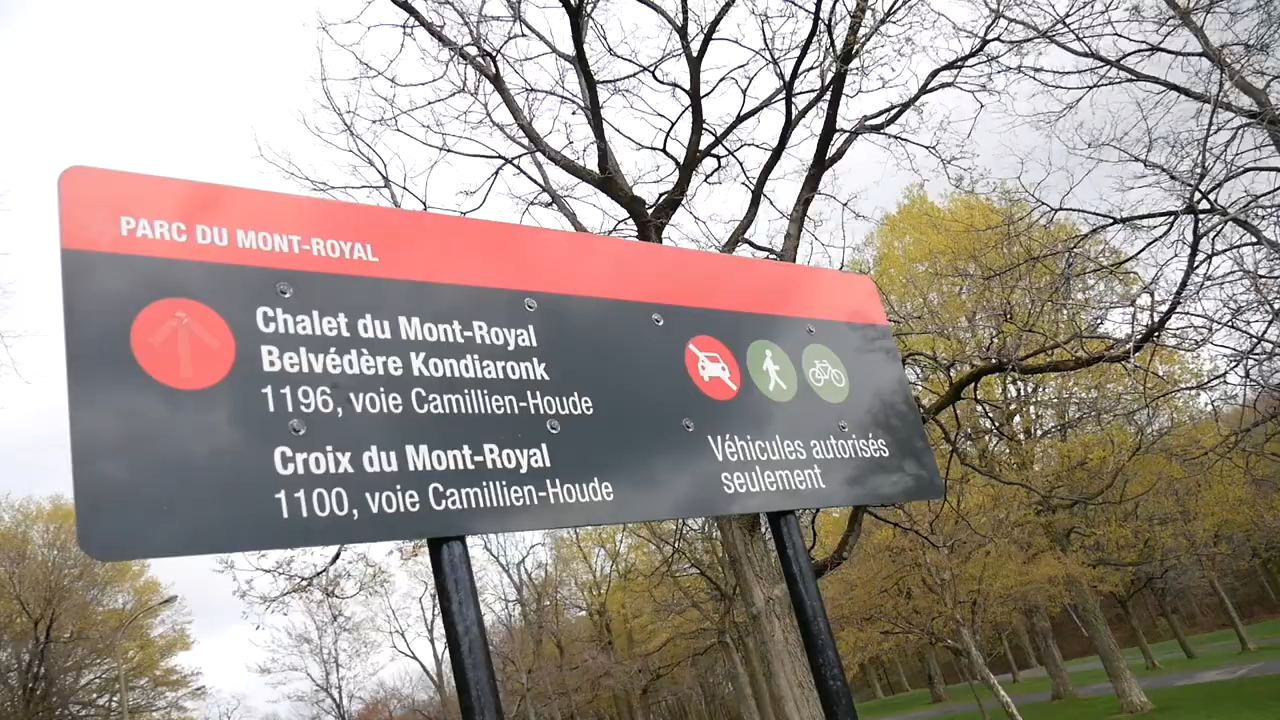 PARC DU MONT-ROYAL
Chalet du Mont-Royal
Belvédère Kondiaronk
1196, voie Camillien-Houde
Croix du Mont-Royal
1100, voie Camillien-Houde
Véhicules autorisés
seulement